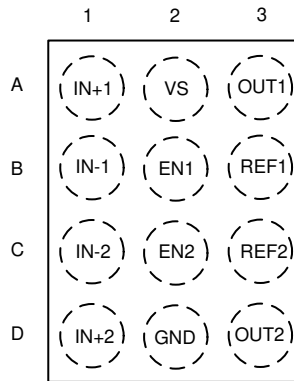 1 2 3
A IN+1 VS OUT1
B IN-1 EN1 REF1
C IN-2 EN2 REF2
D IN+2 GND OUT2